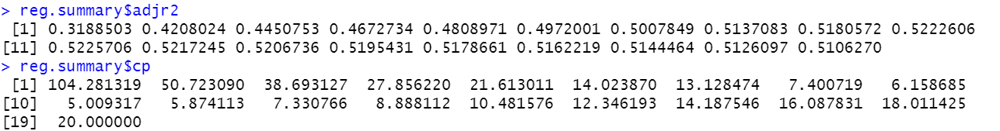 > reg.summary$adjr2
 [1] 0.3188503 0.4208024 0.4450753 0.4672734 0.4808971 0.4972001 0.5007849 0.5137083 0.5180572 0.5222606
[11] 0.5225706 0.5217245 0.5206736 0.5195431 0.5178661 0.5162219 0.5144464 0.5126097 0.5106270
> reg.summary$cp
 [1] 104.281319  50.723090  38.693127  27.856220  21.613011  14.023870  13.128474   7.400719   6.158685
[10]   5.009317   5.874113   7.330766   8.888112  10.481576  12.346193  14.187546  16.087831  18.011425
[19]  20.000000